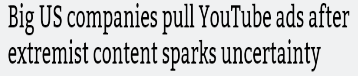 Big US companies pull YouTube ads after
extremist content sparks uncertainty